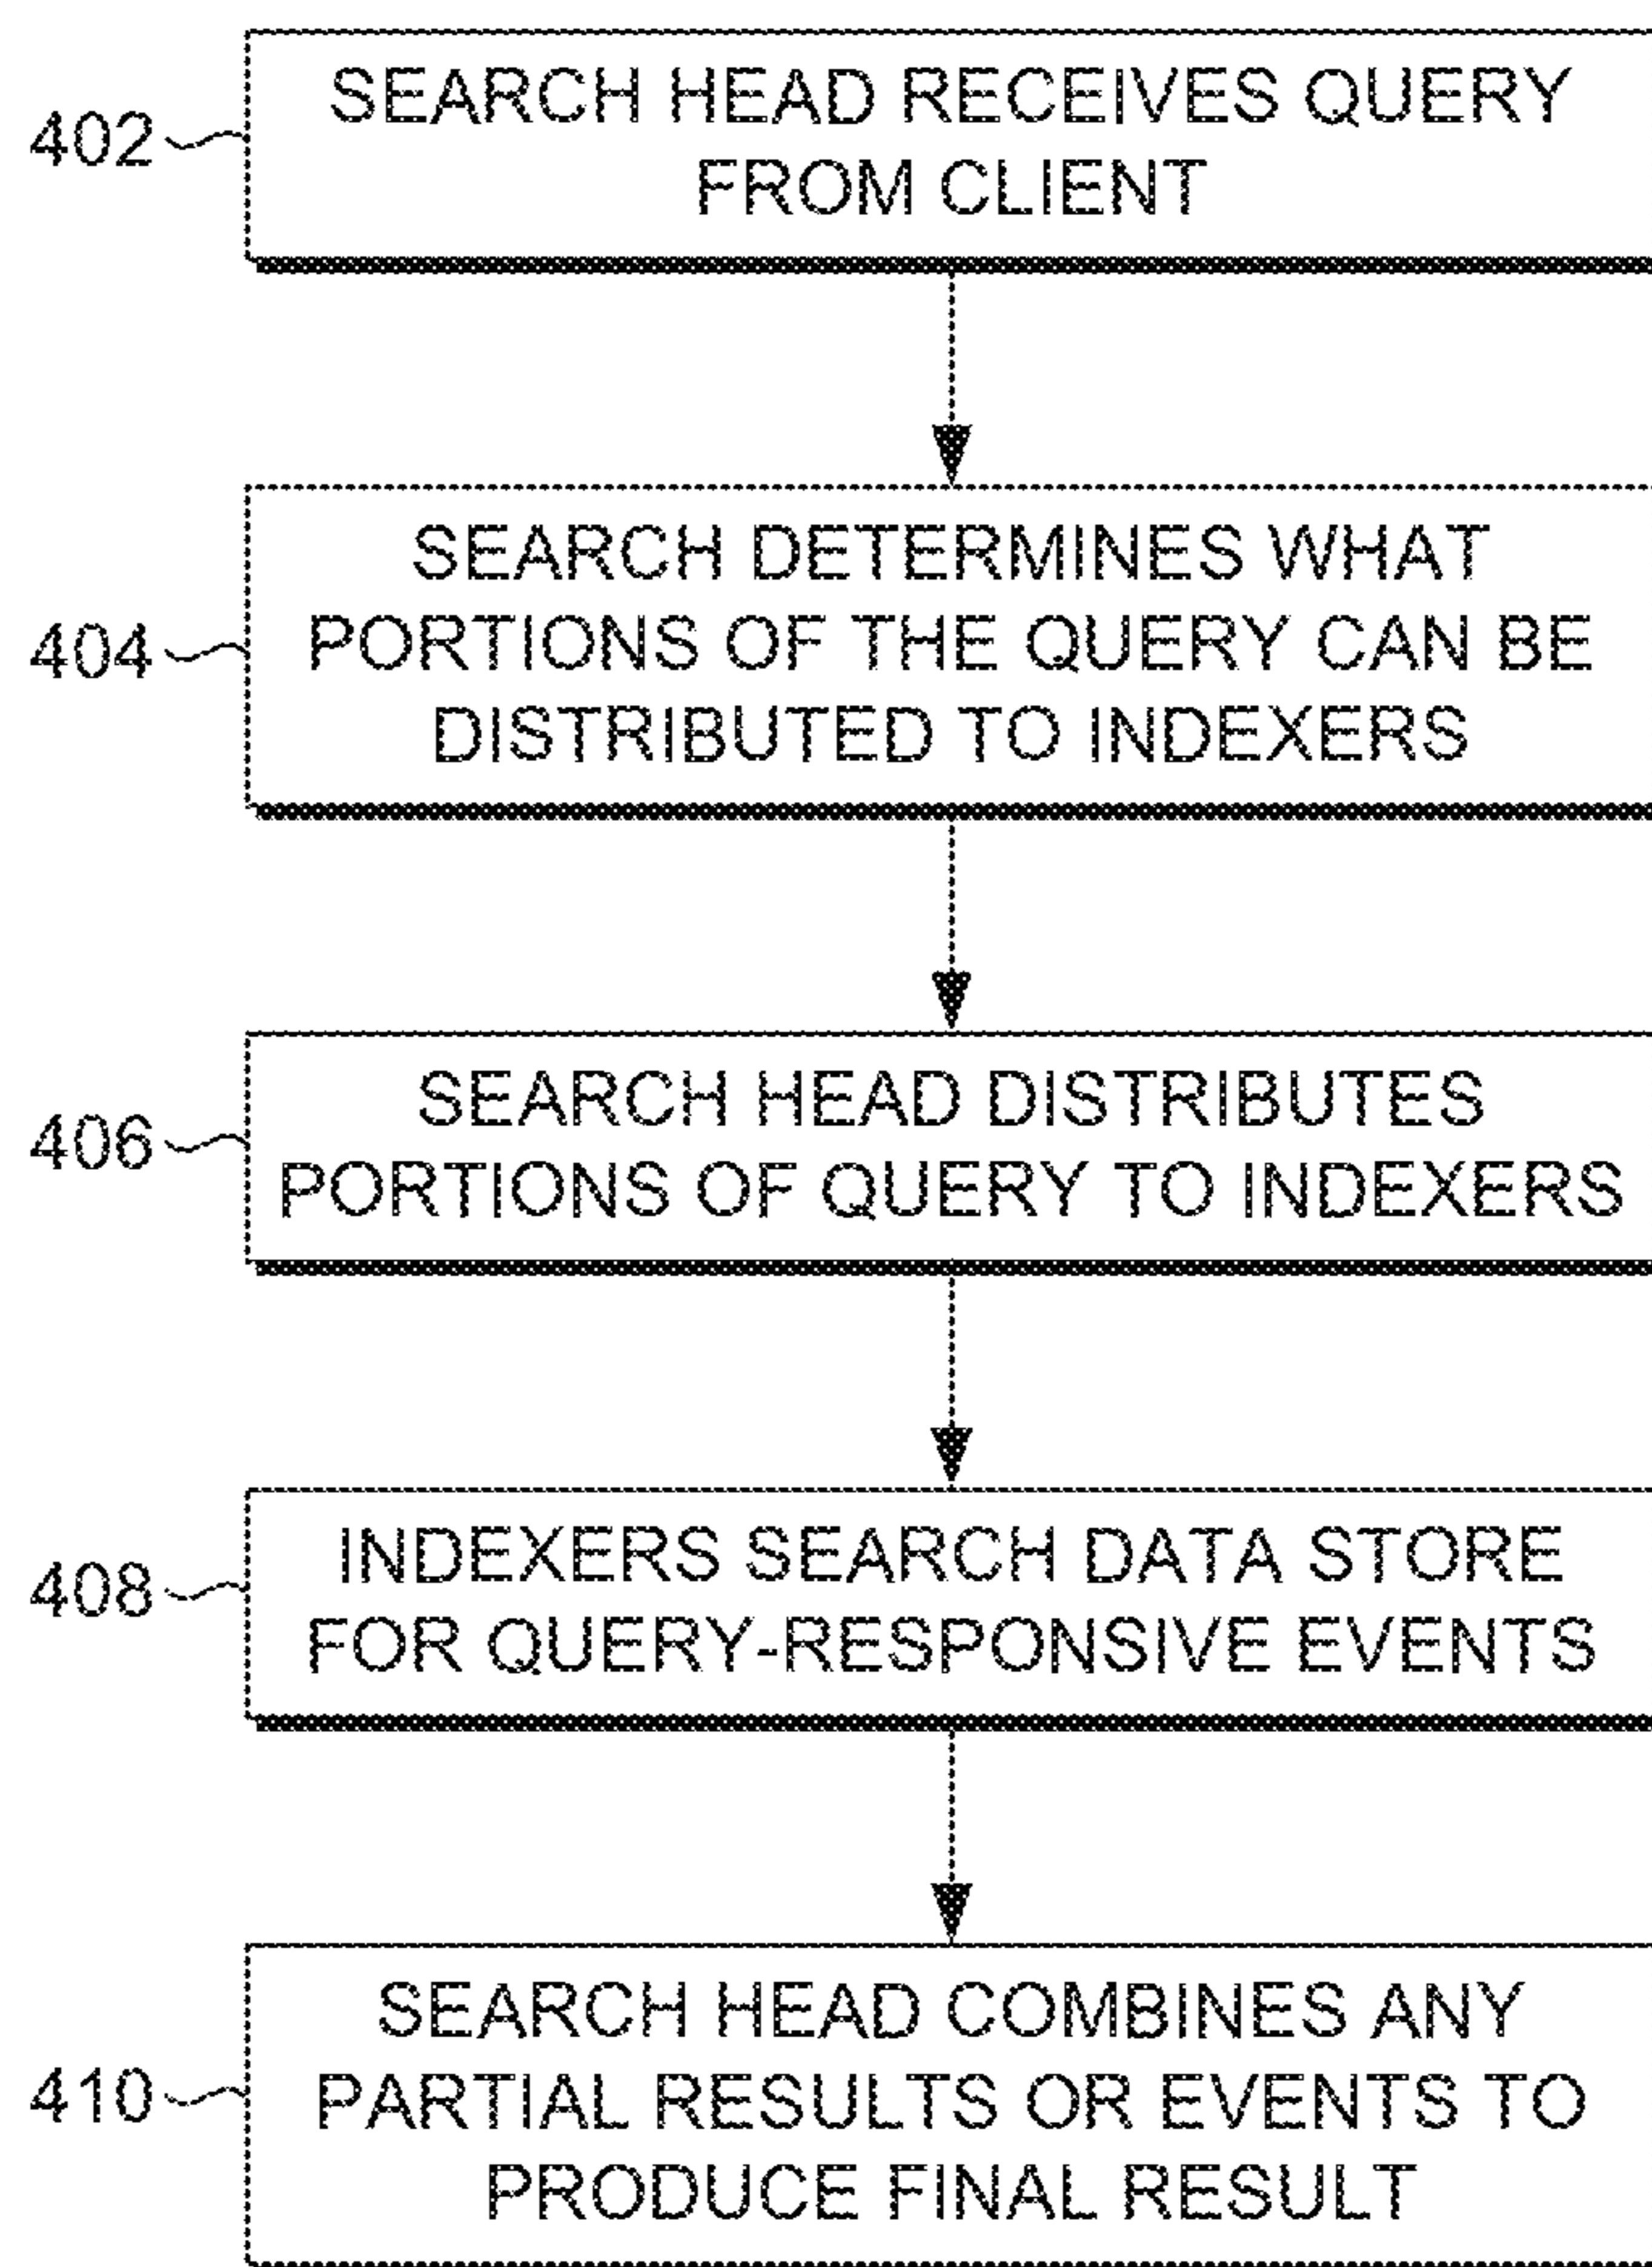 402
SEARCH HEAD RECEIVES QUERY
FROM CLIENT
404
SEARCH DETERMINES WHAT
PORTIONS OF THE QUERY CAN BE
DISTRIBUTED TO INDEXERS
406
SEARCH HEAD DISTRIBUTES
PORTIONS OF QUERY TO INDEXERS
408
INDEXERS SEARCH DATA STORE
FOR QUERY-RESPONSIVE EVENTS
410
SEARCH HEAD COMBINES ANY
PARTIAL RESULTS OR EVENTS TO
PRODUCE FINAL RESULT